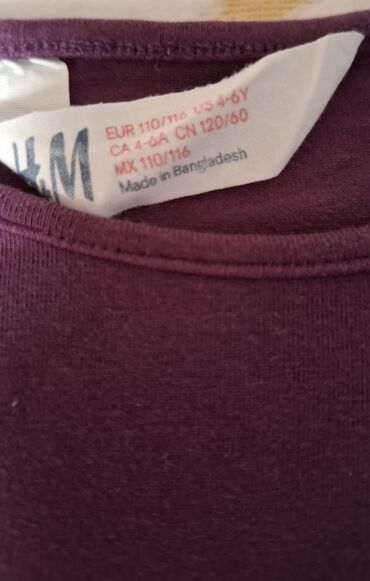 H&M
EUR 110/116 US 4-6Y
CA 4-6A CN 120/60
MX 110/116
Made in Bangladesh